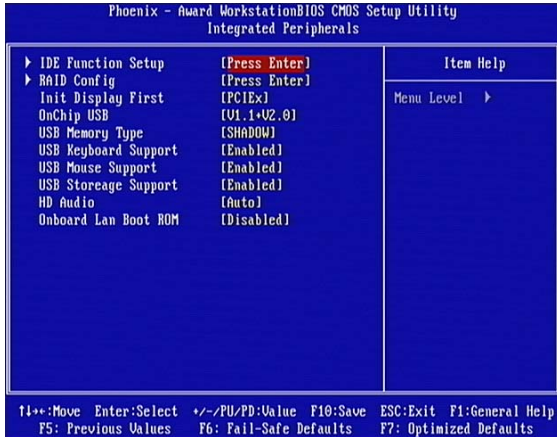 Phoenix - Award WorkstationBIOS CMOS Setup Utility
Integrated Peripherals
IDE Function Setup [Press Enter]
RAID Config [Press Enter]
Init Display First [PCIEx]
OnChip USB [V1.1+V2.0]
USB Memory Type [SHADOW]
USB Keyboard Support [Enabled]
USB Mouse Support [Enabled]
USB Storeage Support [Enabled]
HD Audio [Auto]
Onboard Lan Boot ROM [Disabled]
Item Help
Menu Level ▶
↑↓→←:Move Enter:Select +/-/PU/PD:Value F10:Save ESC:Exit F1:General Help
F5: Previous Values F6: Fail-Safe Defaults F7: Optimized Defaults